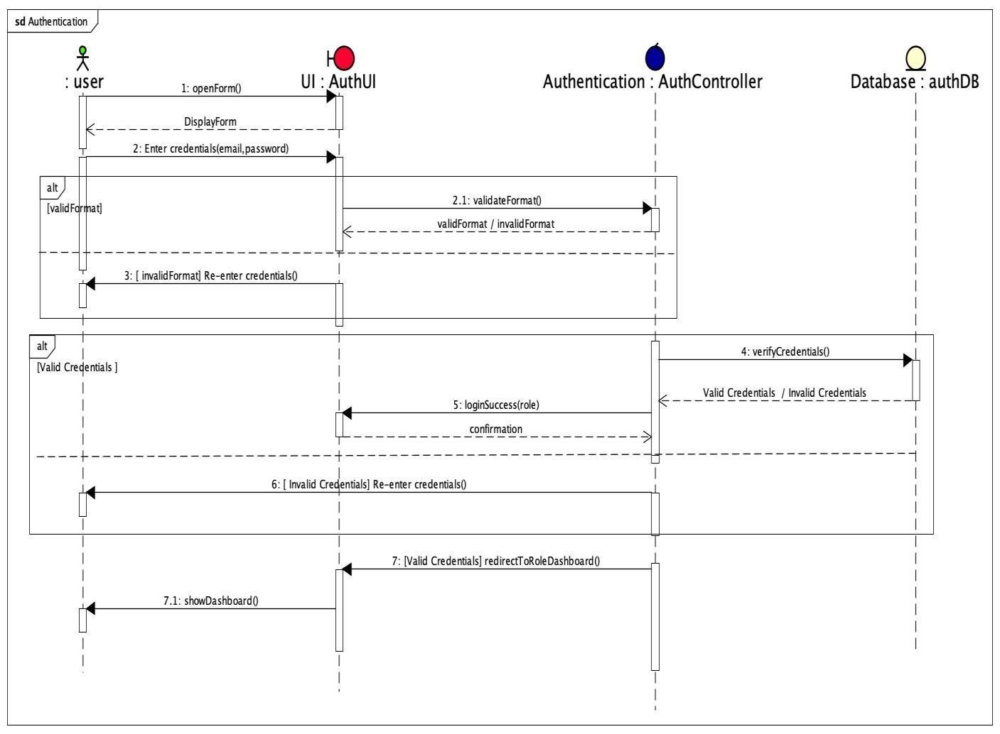 sd Authentication
: user
UI : AuthUI
Authentication : AuthController
Database : authDB
1: openForm()
DisplayForm
2: Enter credentials(email,password)
alt
[validFormat]
2.1: validateFormat()
validFormat / invalidFormat
3: [ invalidFormat] Re-enter credentials()
alt
[Valid Credentials ]
4: verifyCredentials()
Valid Credentials / Invalid Credentials
5: loginSuccess(role)
confirmation
6: [ Invalid Credentials] Re-enter credentials()
7: [Valid Credentials] redirectToRoleDashboard()
7.1: showDashboard()